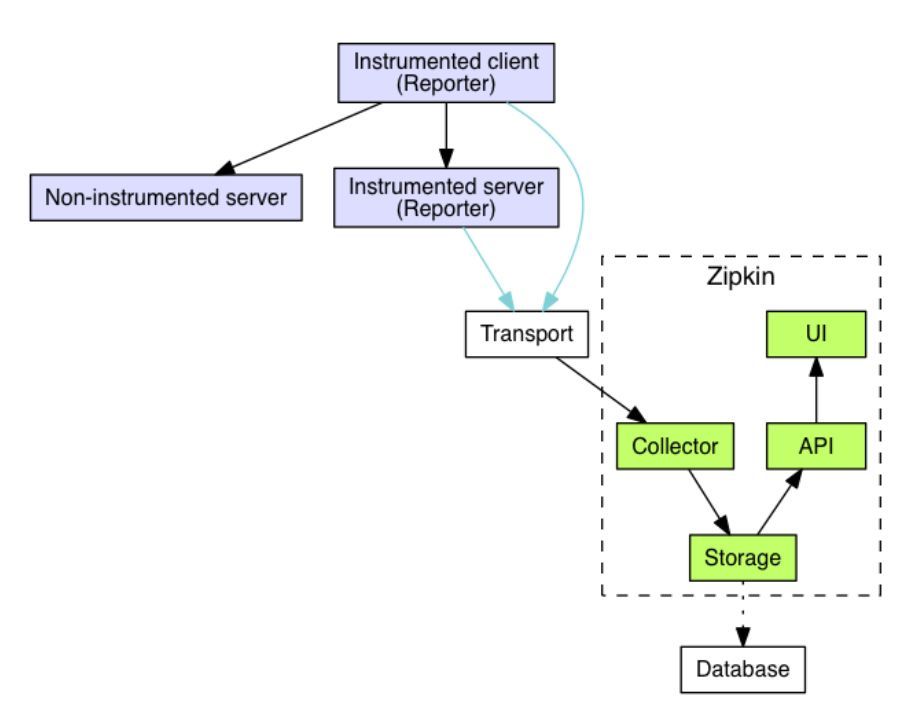 Instrumented client
(Reporter)
Non-instrumented server
Instrumented server
(Reporter)
Zipkin
Transport
UI
Collector
API
Storage
Database